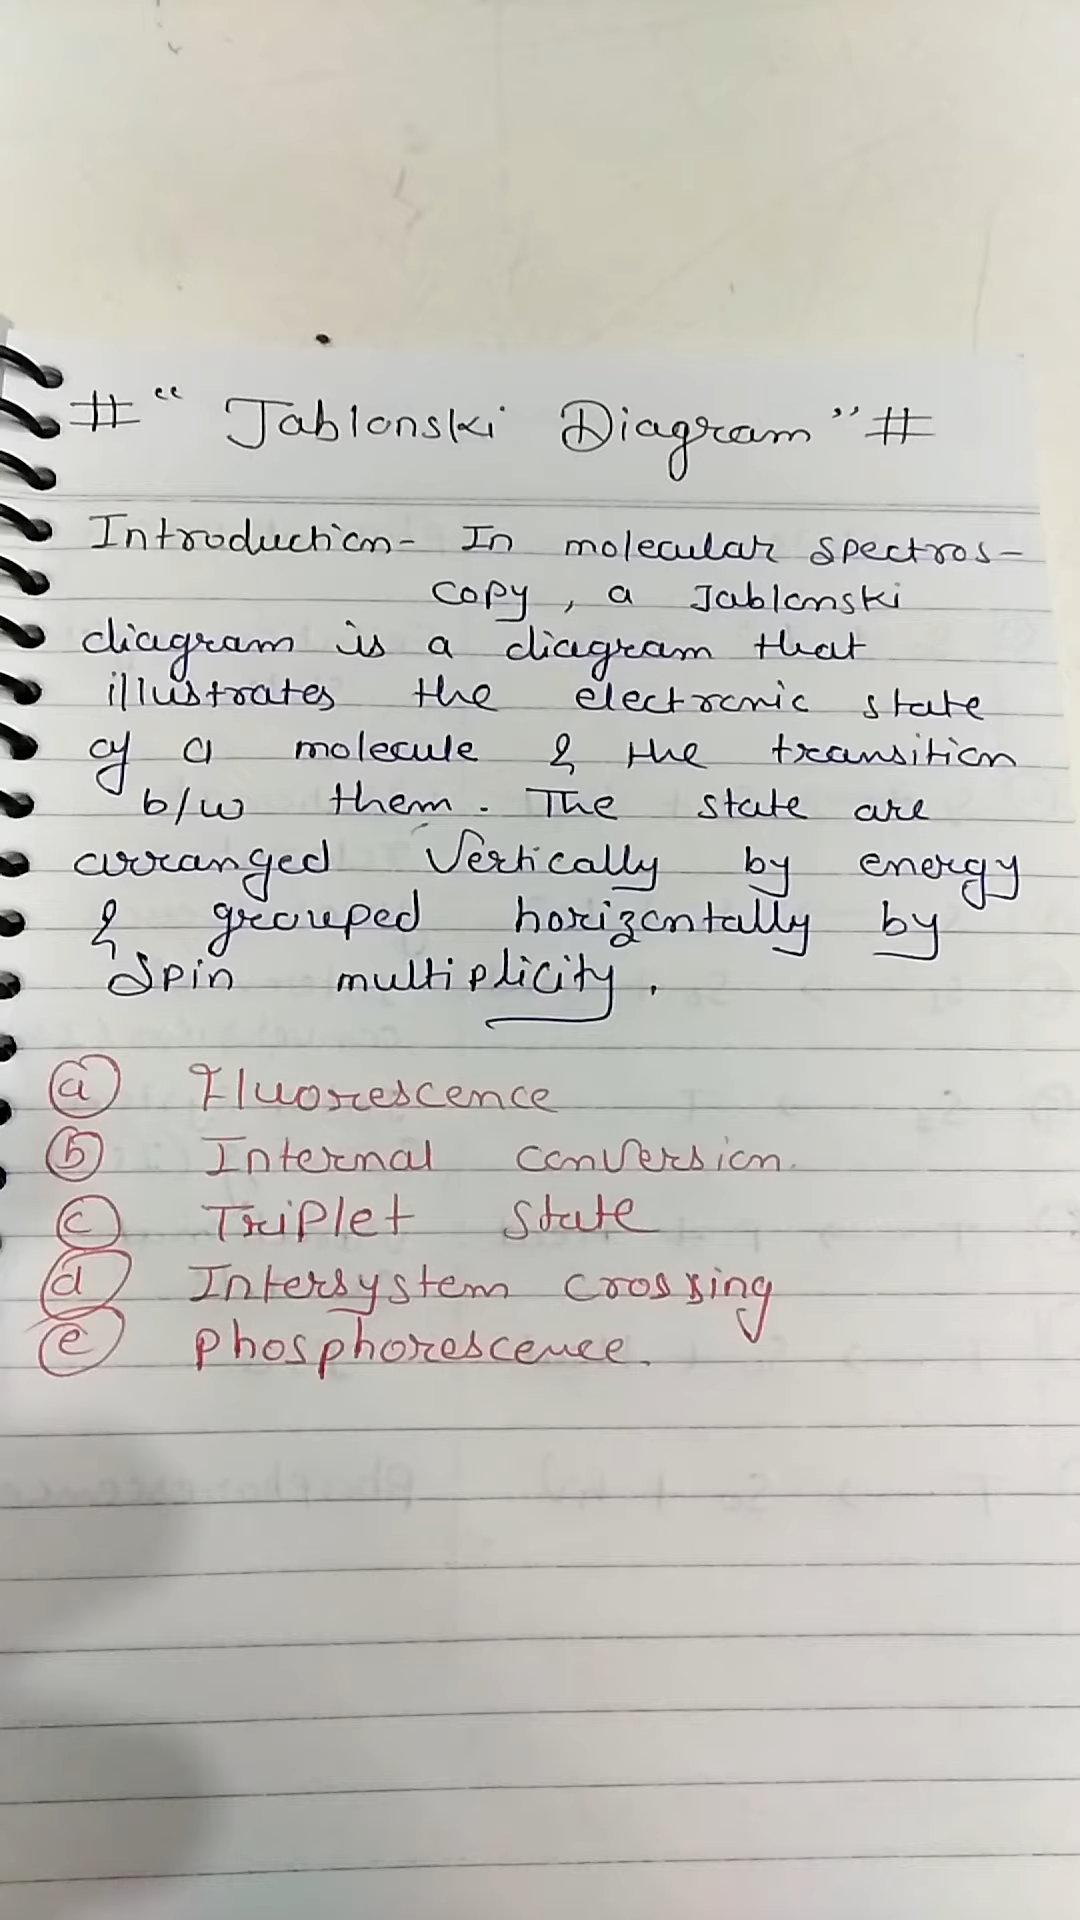 # “ Jablonski Diagram ” #
Introduction- In molecular spectros-
copy, a Jablonski
diagram is a diagram that
illustrates the electronic state
of a molecule & the transition
b/w them. The state are
arranged Vertically by energy
& grouped horizontally by
Spin multiplicity.
(a) Fluorescence
(b) Internal conversion.
(c) Triplet state
(d) Intersystem crossing
(e) Phosphorescence.